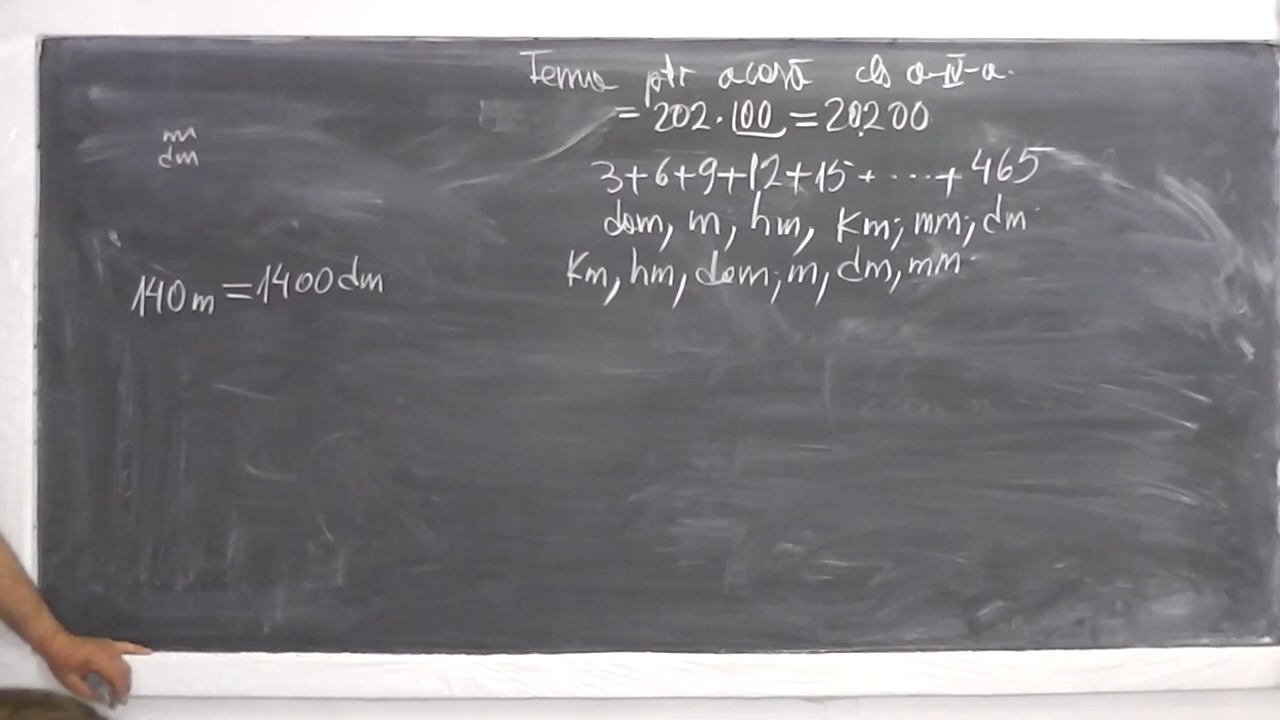 Tema ptr acasă cls a-IV-a.
= 202·100 = 20200
3+6+9+12+15+ ··· + 465
dam, m, hm, Km; mm; dm
Km, hm, dam; m, dm, mm
m
dm
140m = 1400dm